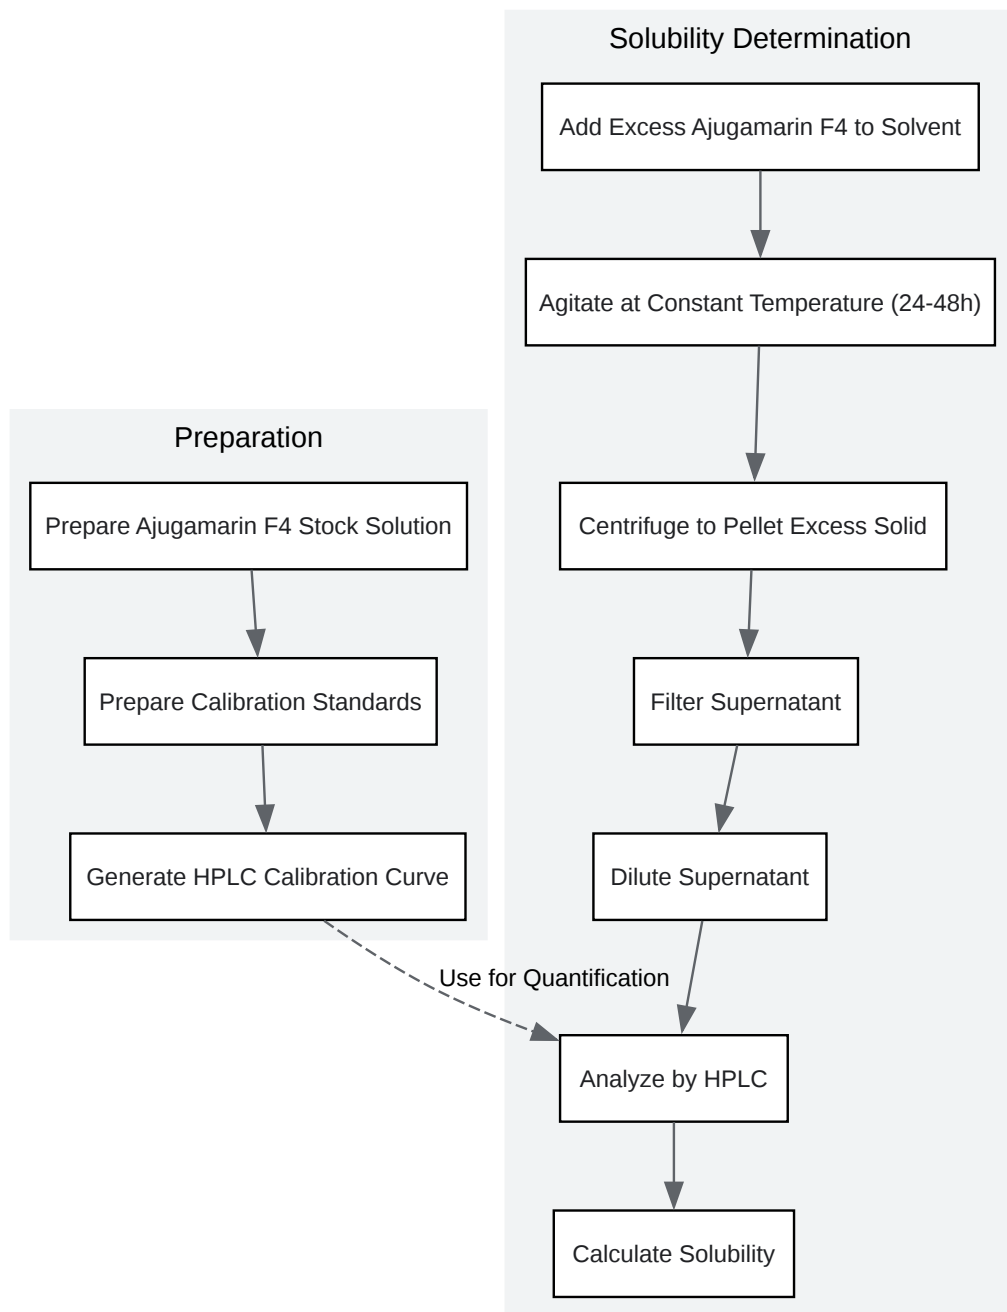 Solubility Determination
Add Excess Ajugamarin F4 to Solvent
Agitate at Constant Temperature (24-48h)
Preparation
Prepare Ajugamarin F4 Stock Solution
Centrifuge to Pellet Excess Solid
Prepare Calibration Standards
Filter Supernatant
Generate HPLC Calibration Curve
Dilute Supernatant
Use for Quantification
Analyze by HPLC
Calculate Solubility